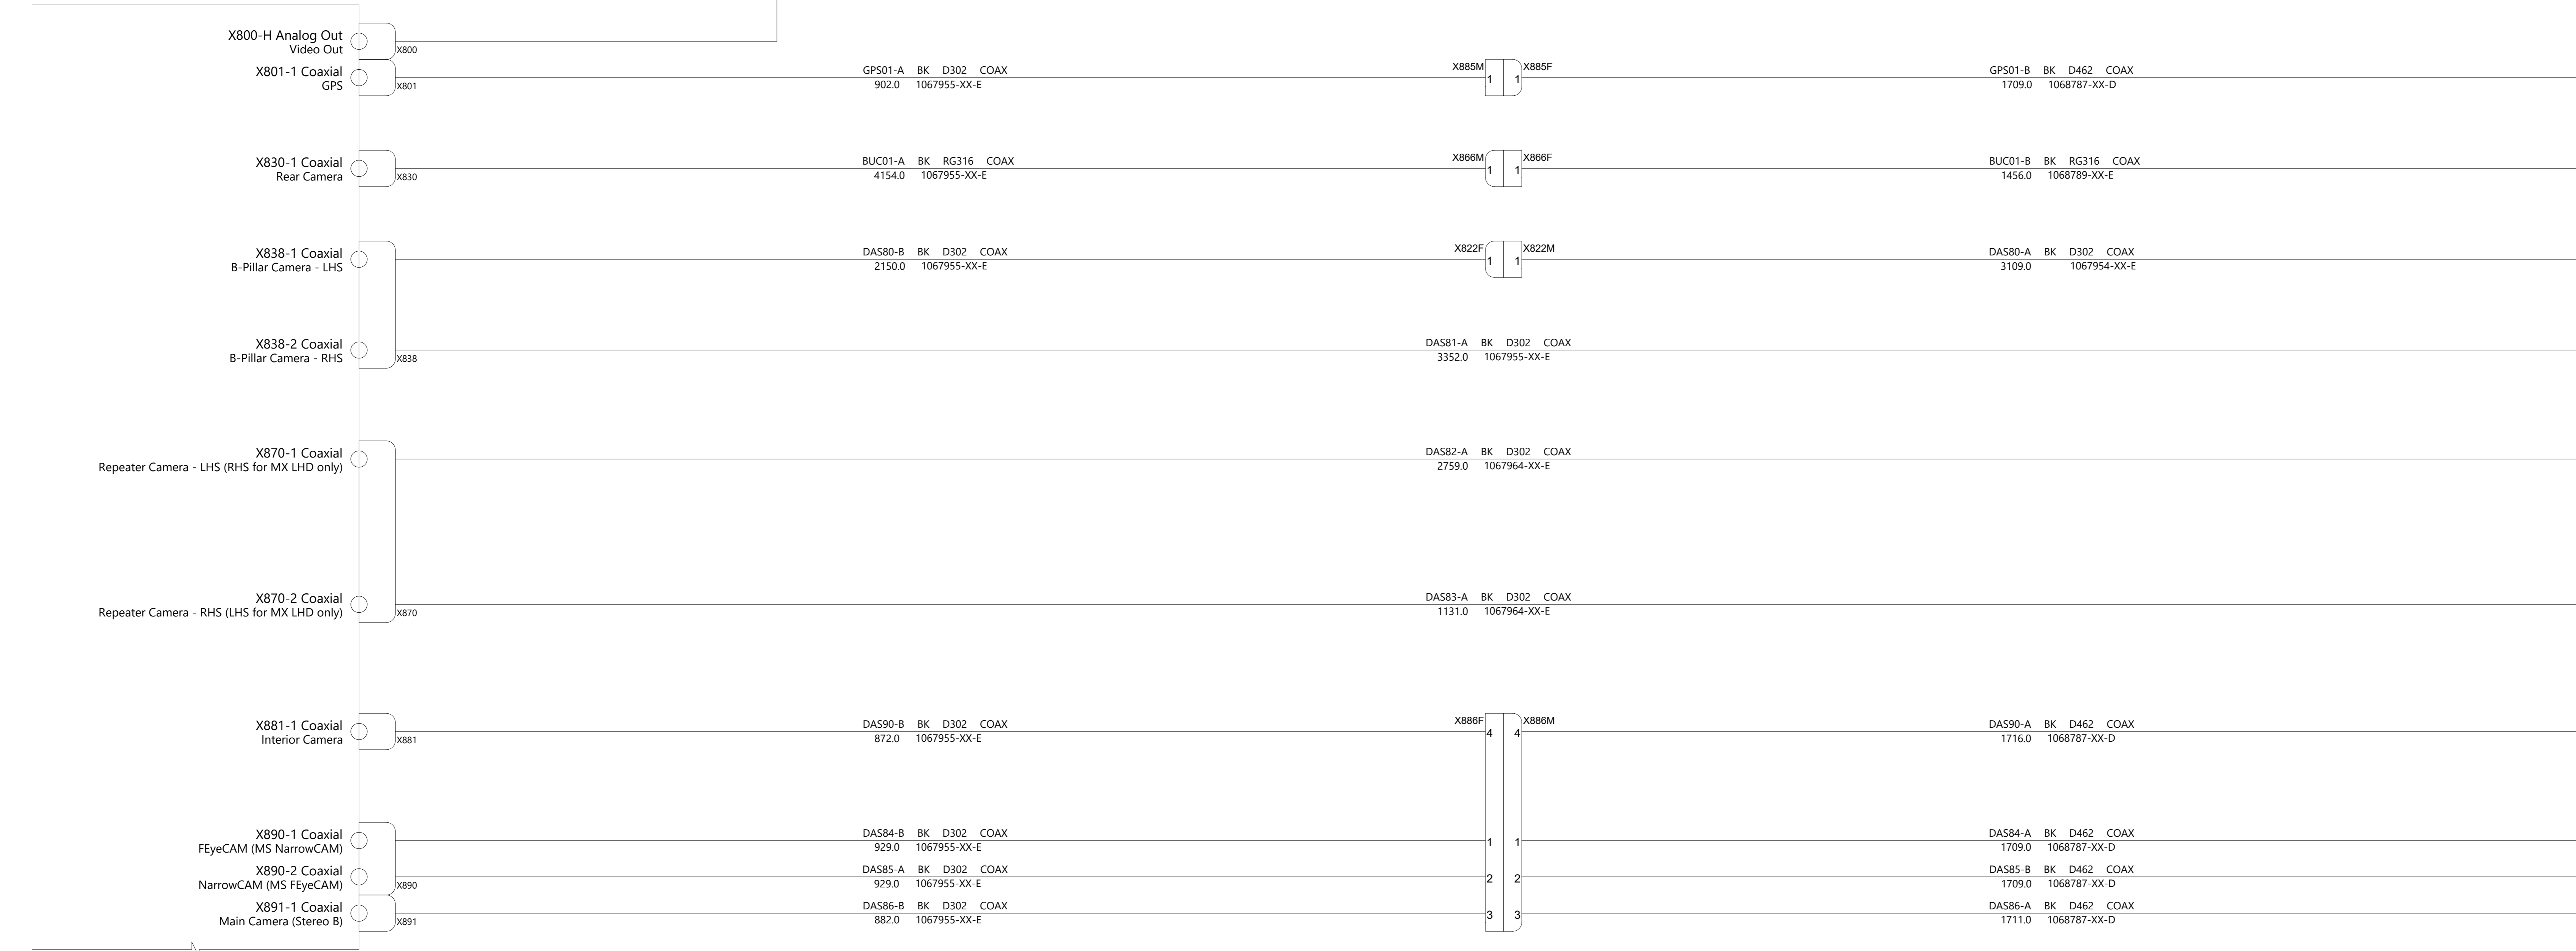 X800-H Analog Out
Video Out
X800
X801-1 Coaxial
GPS
X801
GPS01-A BK D302 COAX
902.0 1067955-XX-E
X885M 1 1 X885F
GPS01-B BK D462 COAX
1709.0 1068787-XX-D
X830-1 Coaxial
Rear Camera
X830
BUC01-A BK RG316 COAX
4154.0 1067955-XX-E
X866M 1 1 X866F
BUC01-B BK RG316 COAX
1456.0 1068789-XX-E
X838-1 Coaxial
B-Pillar Camera - LHS
DAS80-B BK D302 COAX
2150.0 1067955-XX-E
X822F 1 1 X822M
DAS80-A BK D302 COAX
3109.0 1067954-XX-E
X838-2 Coaxial
B-Pillar Camera - RHS
X838
DAS81-A BK D302 COAX
3352.0 1067955-XX-E
X870-1 Coaxial
Repeater Camera - LHS (RHS for MX LHD only)
DAS82-A BK D302 COAX
2759.0 1067964-XX-E
X870-2 Coaxial
Repeater Camera - RHS (LHS for MX LHD only)
X870
DAS83-A BK D302 COAX
1131.0 1067964-XX-E
X881-1 Coaxial
Interior Camera
X881
DAS90-B BK D302 COAX
872.0 1067955-XX-E
X886F 4 4 X886M
DAS90-A BK D462 COAX
1716.0 1068787-XX-D
X890-1 Coaxial
FEyeCAM (MS NarrowCAM)
DAS84-B BK D302 COAX
929.0 1067955-XX-E
1 1
DAS84-A BK D462 COAX
1709.0 1068787-XX-D
X890-2 Coaxial
NarrowCAM (MS FEyeCAM)
X890
DAS85-A BK D302 COAX
929.0 1067955-XX-E
2 2
DAS85-B BK D462 COAX
1709.0 1068787-XX-D
X891-1 Coaxial
Main Camera (Stereo B)
X891
DAS86-B BK D302 COAX
882.0 1067955-XX-E
3 3
DAS86-A BK D462 COAX
1711.0 1068787-XX-D